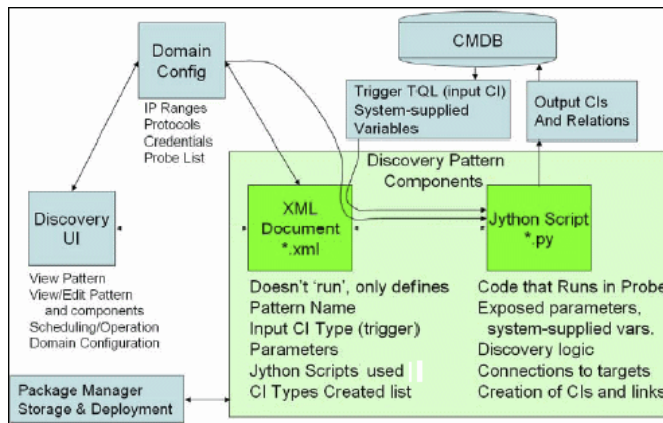 Domain
Config
IP Ranges
Protocols
Credentials
Probe List
CMDB
Trigger TQL (input CI)
System-supplied
Variables
Output CIs
And Relations
Discovery Pattern
Components
Discovery
UI
View Pattern
View/Edit Pattern
and components
Scheduling/Operation
Domain Configuration
XML
Document
*.xml
Doesn't 'run', only defines
Pattern Name
Input CI Type (trigger)
Parameters
Jython Scripts used
CI Types Created list
Jython Script
*.py
Code that Runs in Probe
Exposed parameters,
system-supplied vars.
Discovery logic
Connections to targets
Creation of CIs and links
Package Manager
Storage & Deployment